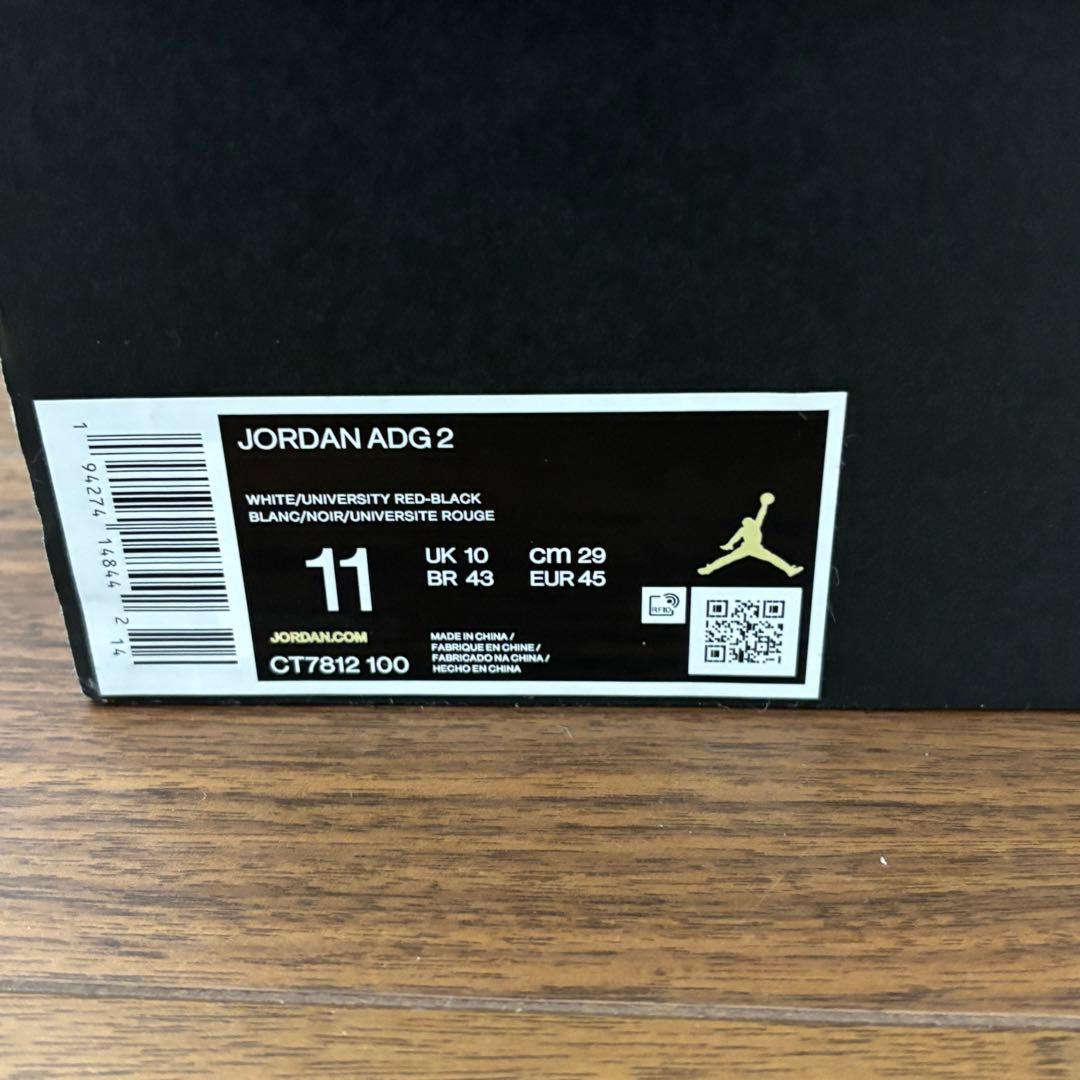 JORDAN ADG 2
WHITE/UNIVERSITY RED-BLACK
BLANC/NOIR/UNIVERSITE ROUGE
11
UK 10 cm 29
BR 43 EUR 45
RFID
JORDAN.COM
CT7812 100
MADE IN CHINA /
FABRIQUE EN CHINE /
FABRICADO NA CHINA /
HECHO EN CHINA
1 94274 14844 2 14